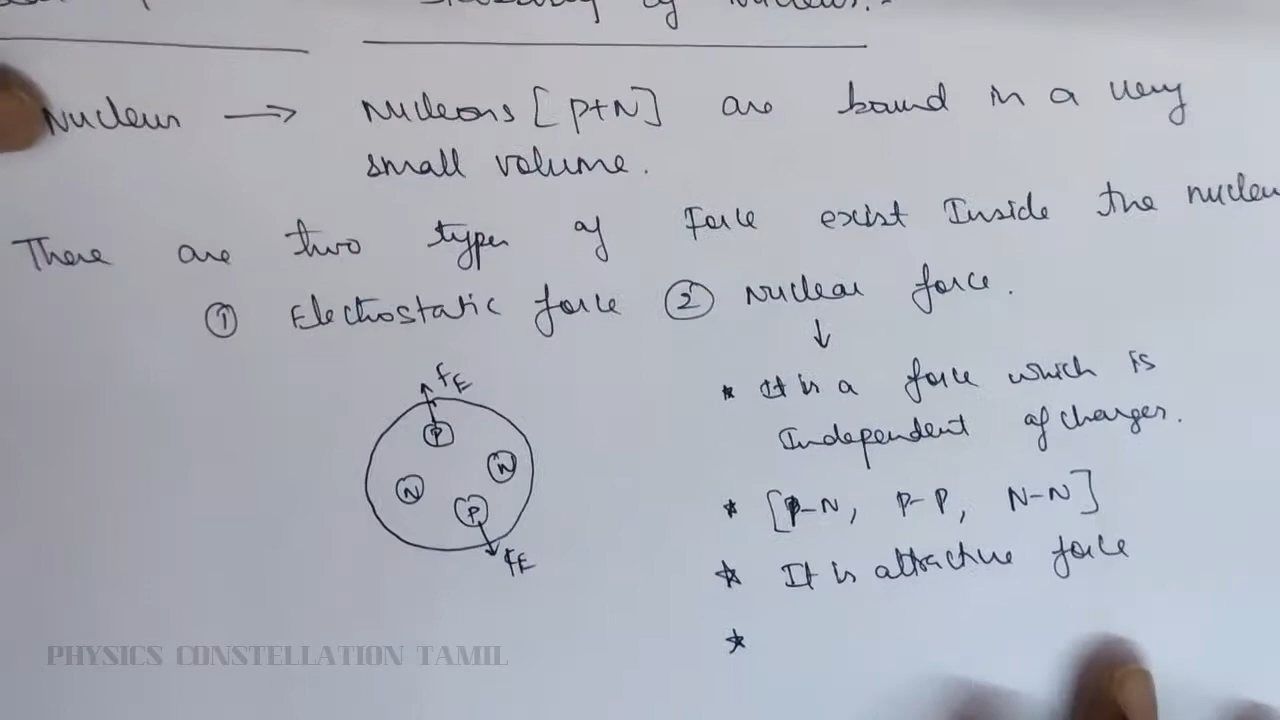 of Nucleus:-
Nucleus → Nucleons [P+N] are bound in a very
small volume.
There are two types of Force exist Inside the nucleu
① Electrostatic force ② Nuclear force.
↓
* It is a force which is
Independent of charges.
* [P-N, P-P, N-N]
* It is attractive force
*
FE
P
N
N
P
FE
PHYSICS CONSTELLATION TAMIL